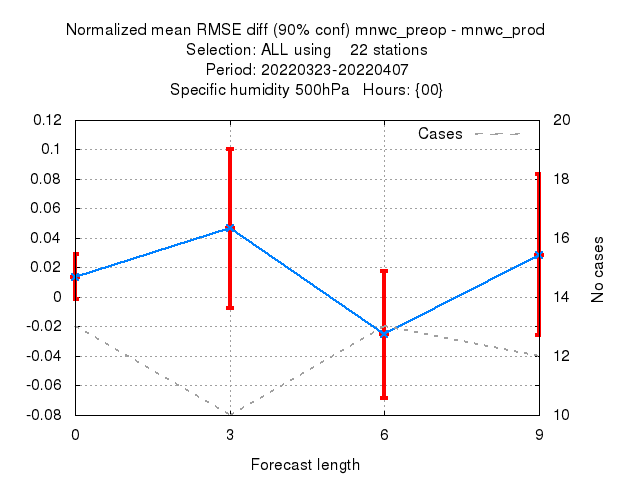 Normalized mean RMSE diff (90% conf) mnwc_preop - mnwc_prod
Selection: ALL using    22 stations
Period: 20220323-20220407
Specific humidity 500hPa   Hours: {00}
Cases
0.12
0.1
0.08
0.06
0.04
0.02
0
-0.02
-0.04
-0.06
-0.08
20
18
16
14
12
10
No cases
0 3 6 9
Forecast length